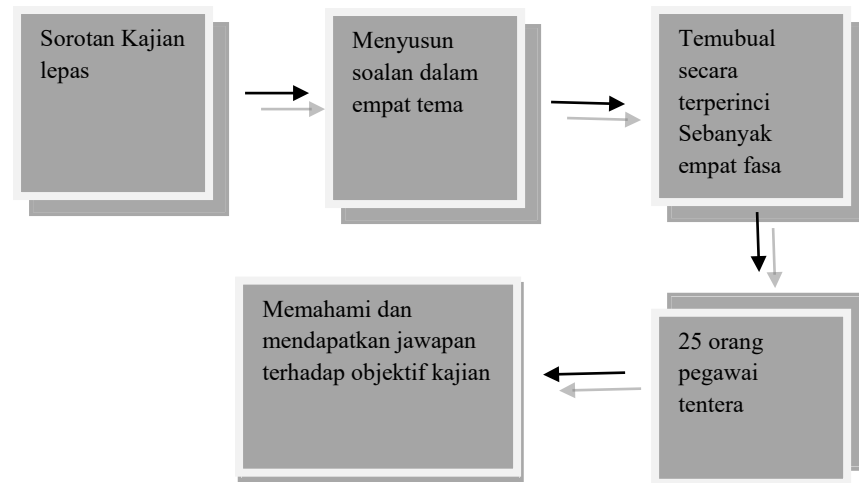 Sorotan Kajian
lepas
Menyusun
soalan dalam
empat tema
Temubual
secara
terperinci
Sebanyak
empat fasa
25 orang
pegawai
tentera
Memahami dan
mendapatkan jawapan
terhadap objektif kajian